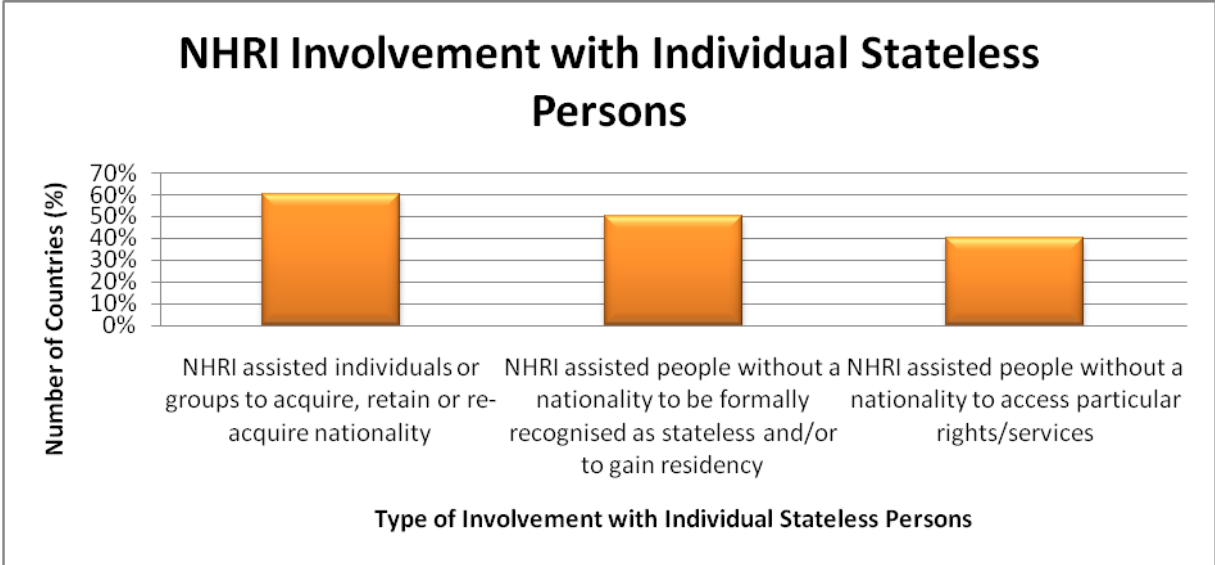 NHRI Involvement with Individual Stateless
Persons
Number of Countries (%)
70%
60%
50%
40%
30%
20%
10%
0%
NHRI assisted individuals or
groups to acquire, retain or re-
acquire nationality
NHRI assisted people without a
nationality to be formally
recognised as stateless and/or
to gain residency
NHRI assisted people without a
nationality to access particular
rights/services
Type of Involvement with Individual Stateless Persons